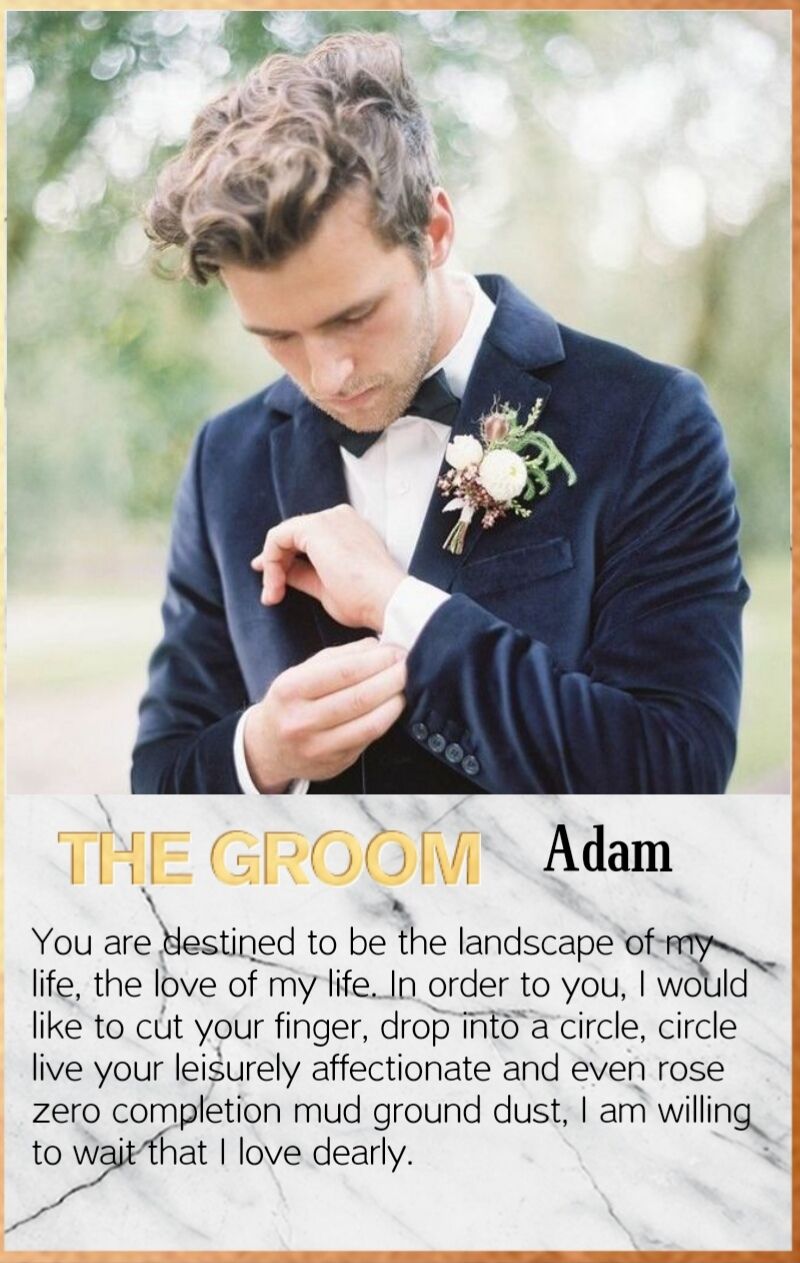 THE GROOM Adam
You are destined to be the landscape of my
life, the love of my life. In order to you, I would
like to cut your finger, drop into a circle, circle
live your leisurely affectionate and even rose
zero completion mud ground dust, I am willing
to wait that I love dearly.